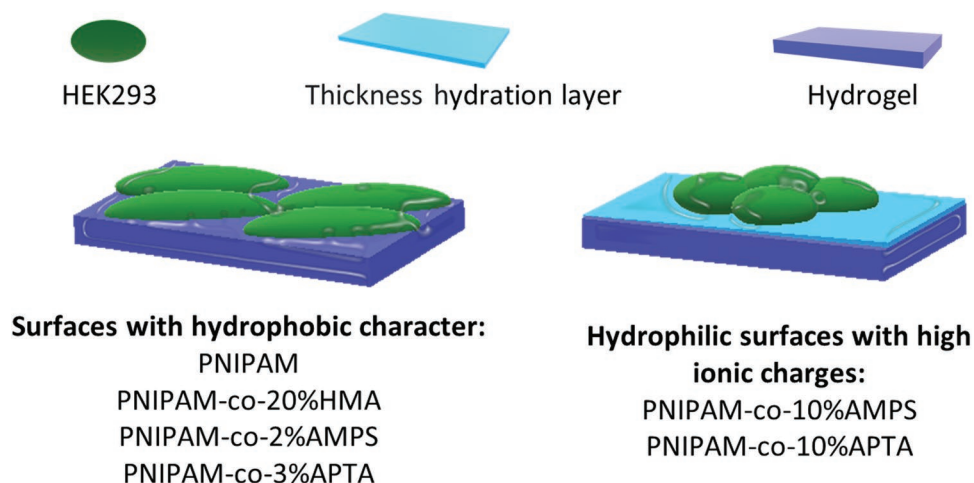 HEK293
Thickness hydration layer
Hydrogel
Surfaces with hydrophobic character:
PNIPAM
PNIPAM-co-20%HMA
PNIPAM-co-2%AMPS
PNIPAM-co-3%APTA
Hydrophilic surfaces with high
ionic charges:
PNIPAM-co-10%AMPS
PNIPAM-co-10%APTA